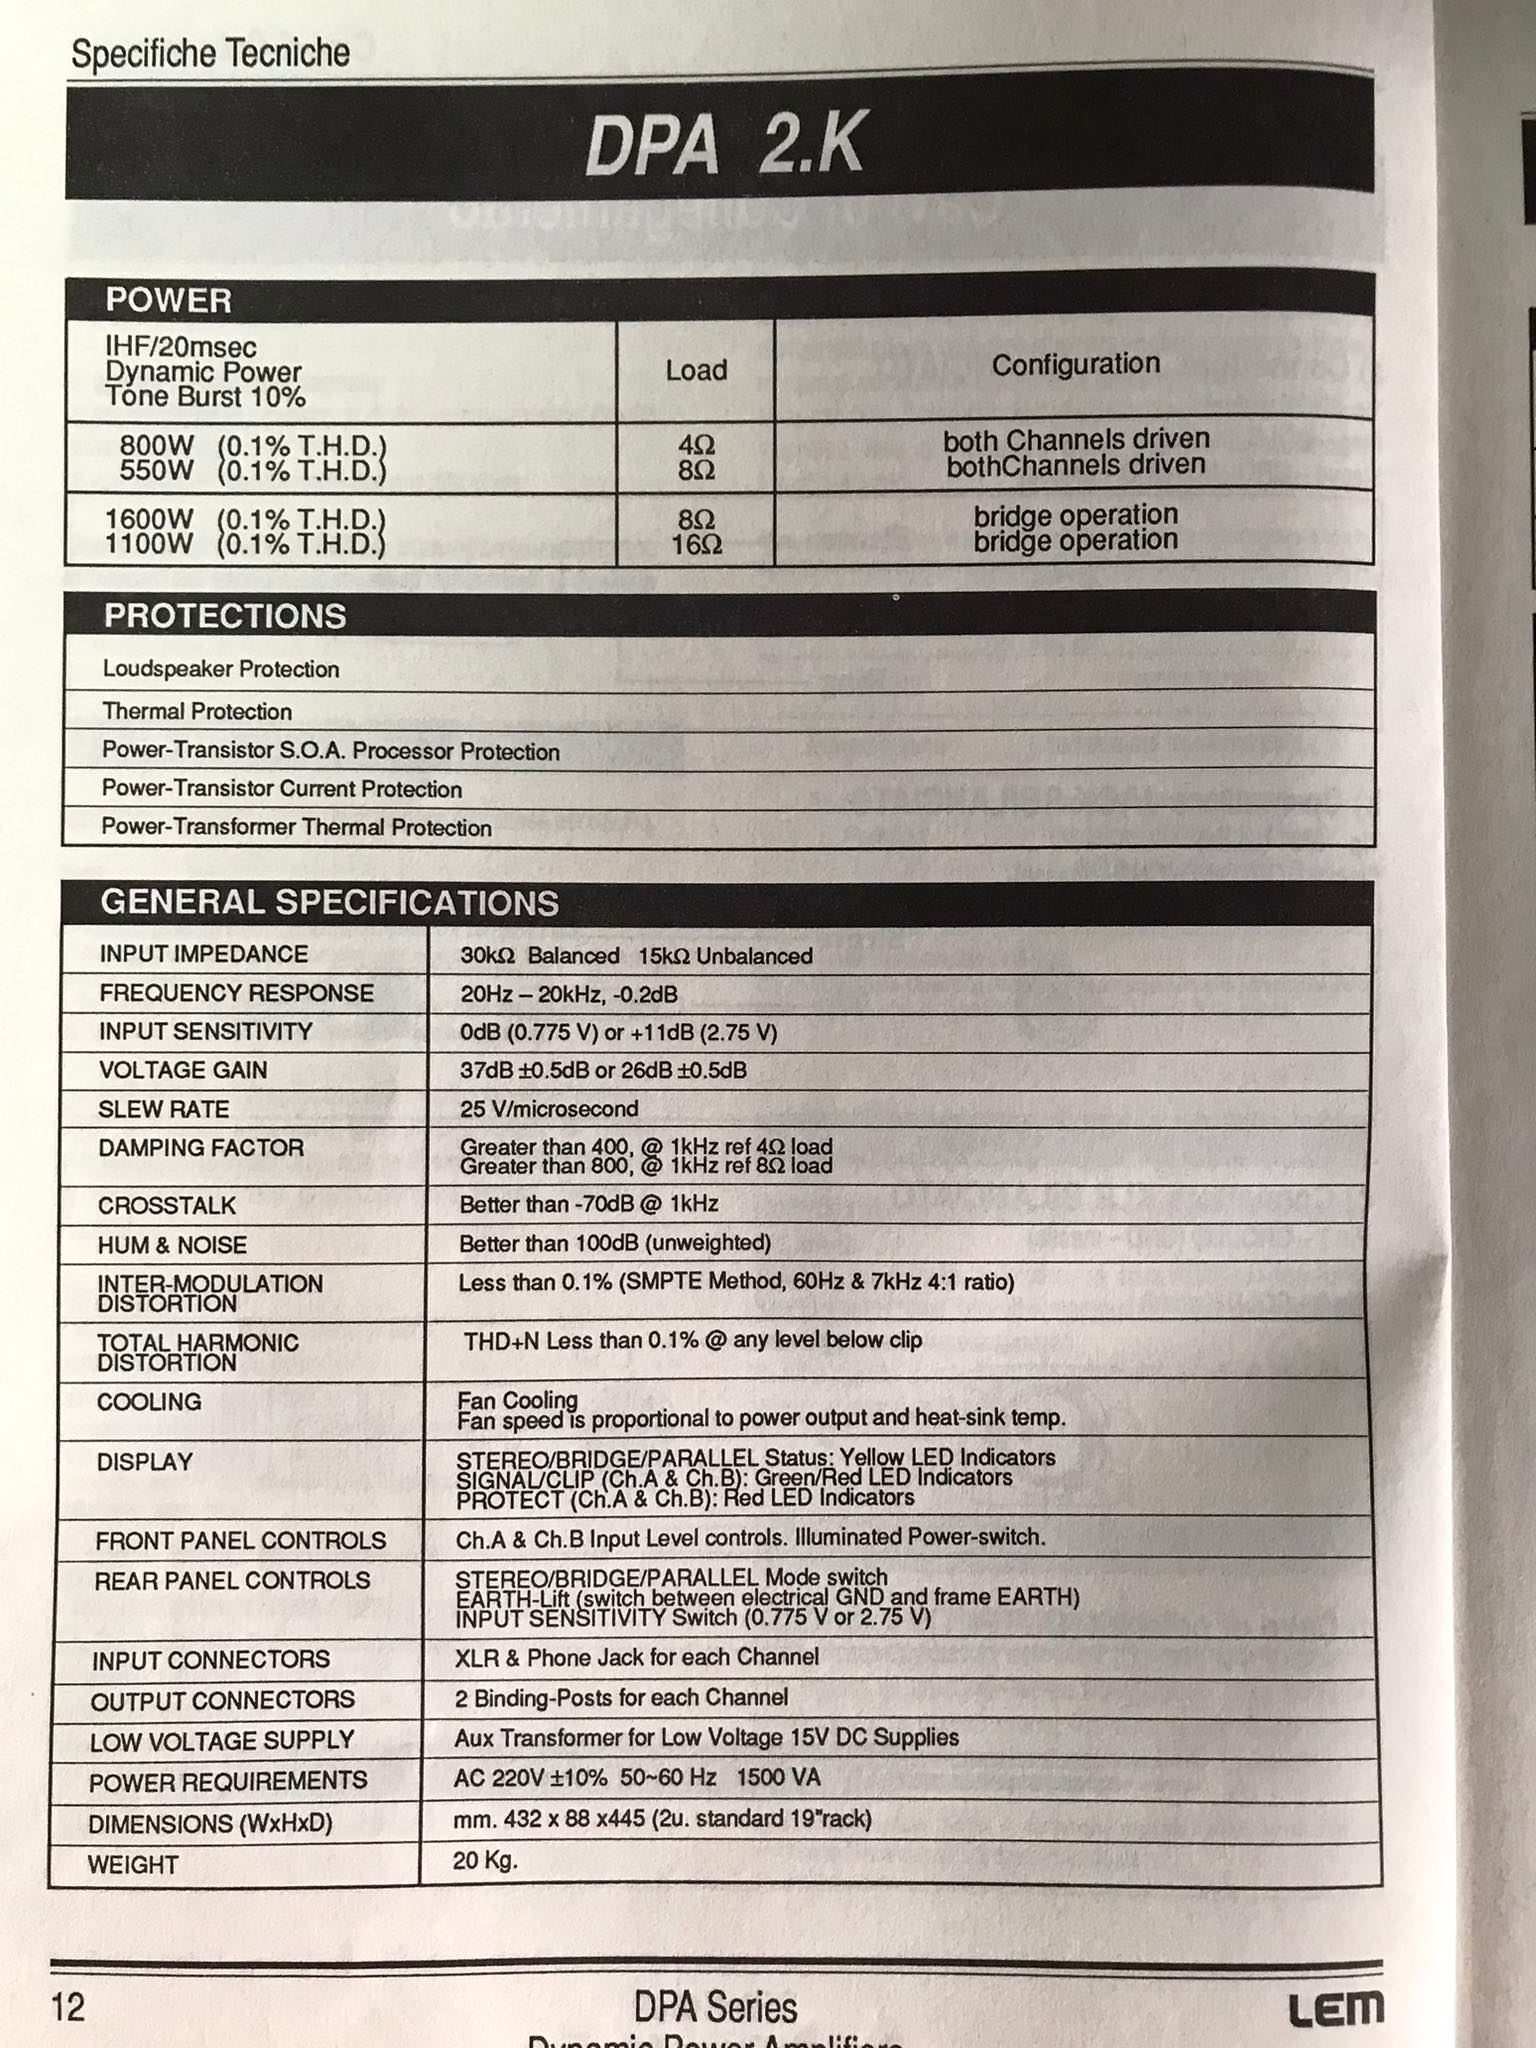 Specifiche Tecniche
DPA 2.K
POWER
IHF/20msec
Dynamic Power
Tone Burst 10%
Load
Configuration
800W (0.1% T.H.D.) 4Ω both Channels driven
550W (0.1% T.H.D.) 8Ω bothChannels driven
1600W (0.1% T.H.D.) 8Ω bridge operation
1100W (0.1% T.H.D.) 16Ω bridge operation
PROTECTIONS
Loudspeaker Protection
Thermal Protection
Power-Transistor S.O.A. Processor Protection
Power-Transistor Current Protection
Power-Transformer Thermal Protection
GENERAL SPECIFICATIONS
INPUT IMPEDANCE 30kΩ Balanced 15kΩ Unbalanced
FREQUENCY RESPONSE 20Hz – 20kHz, -0.2dB
INPUT SENSITIVITY 0dB (0.775 V) or +11dB (2.75 V)
VOLTAGE GAIN 37dB ±0.5dB or 26dB ±0.5dB
SLEW RATE 25 V/microsecond
DAMPING FACTOR Greater than 400, @ 1kHz ref 4Ω load
Greater than 800, @ 1kHz ref 8Ω load
CROSSTALK Better than -70dB @ 1kHz
HUM & NOISE Better than 100dB (unweighted)
INTER-MODULATION Less than 0.1% (SMPTE Method, 60Hz & 7kHz 4:1 ratio)
DISTORTION
TOTAL HARMONIC THD+N Less than 0.1% @ any level below clip
DISTORTION
COOLING Fan Cooling
Fan speed is proportional to power output and heat-sink temp.
DISPLAY STEREO/BRIDGE/PARALLEL Status: Yellow LED Indicators
SIGNAL/CLIP (Ch.A & Ch.B): Green/Red LED Indicators
PROTECT (Ch.A & Ch.B): Red LED Indicators
FRONT PANEL CONTROLS Ch.A & Ch.B Input Level controls. Illuminated Power-switch.
REAR PANEL CONTROLS STEREO/BRIDGE/PARALLEL Mode switch
EARTH-Lift (switch between electrical GND and frame EARTH)
INPUT SENSITIVITY Switch (0.775 V or 2.75 V)
INPUT CONNECTORS XLR & Phone Jack for each Channel
OUTPUT CONNECTORS 2 Binding-Posts for each Channel
LOW VOLTAGE SUPPLY Aux Transformer for Low Voltage 15V DC Supplies
POWER REQUIREMENTS AC 220V ±10% 50~60 Hz 1500 VA
DIMENSIONS (WxHxD) mm. 432 x 88 x445 (2u. standard 19"rack)
WEIGHT 20 Kg.
12 DPA Series LEM
Dynamic Power Amplifiers